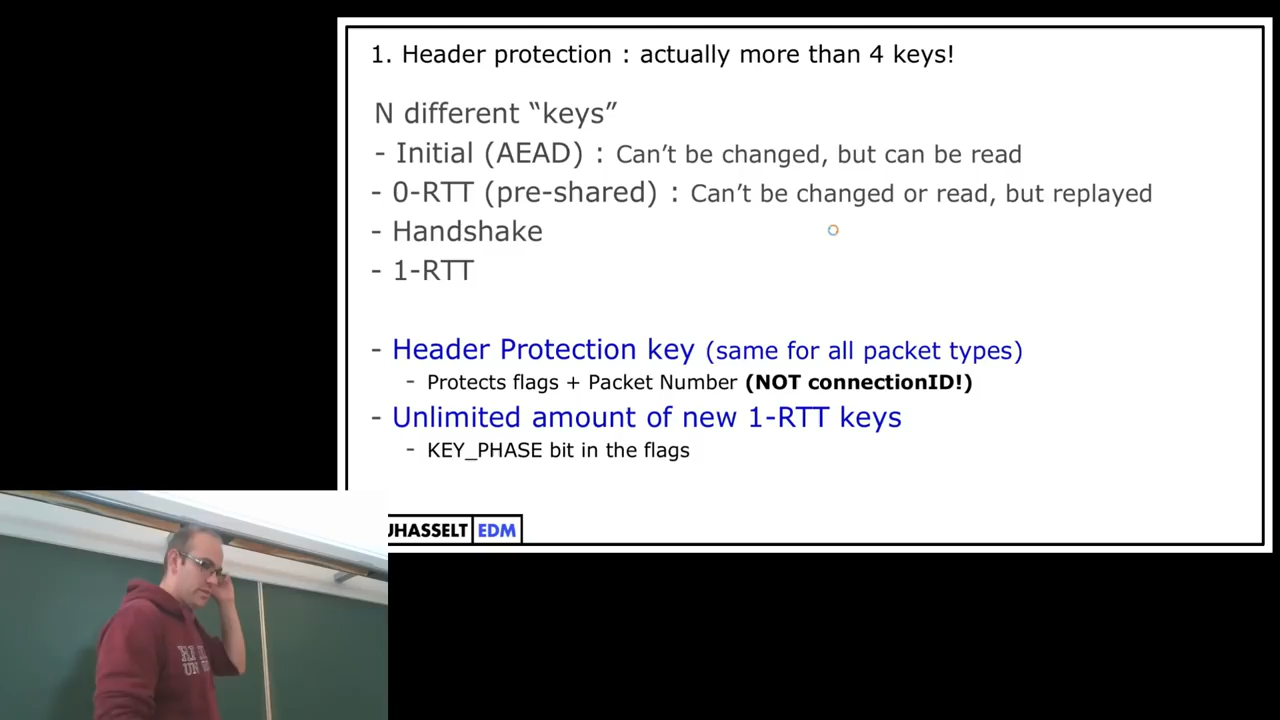 1. Header protection : actually more than 4 keys!
N different “keys”
- Initial (AEAD) : Can’t be changed, but can be read
- 0-RTT (pre-shared) : Can’t be changed or read, but replayed
- Handshake
- 1-RTT
- Header Protection key (same for all packet types)
- Protects flags + Packet Number (NOT connectionID!)
- Unlimited amount of new 1-RTT keys
- KEY_PHASE bit in the flags
UHASSELT EDM